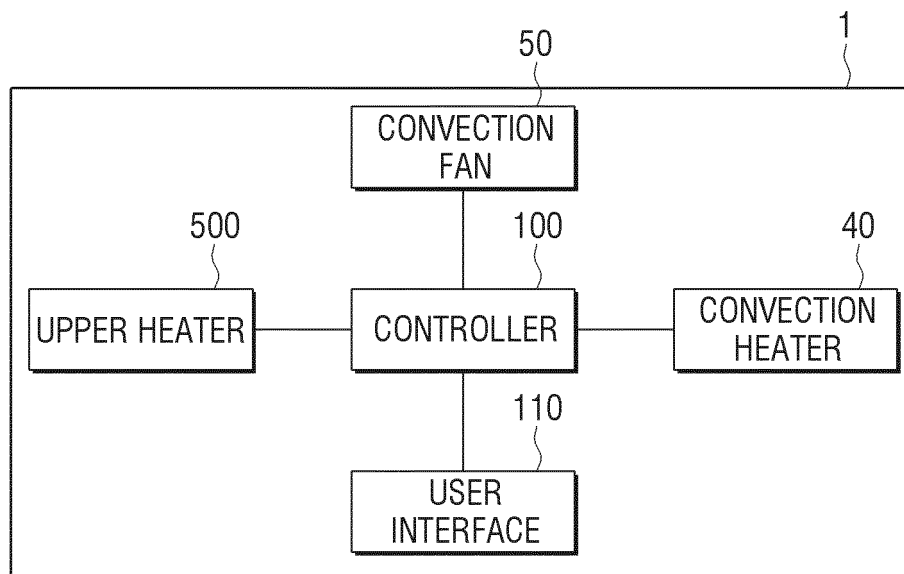 1
50
CONVECTION
FAN
500
100
40
UPPER HEATER
CONTROLLER
CONVECTION
HEATER
110
USER
INTERFACE